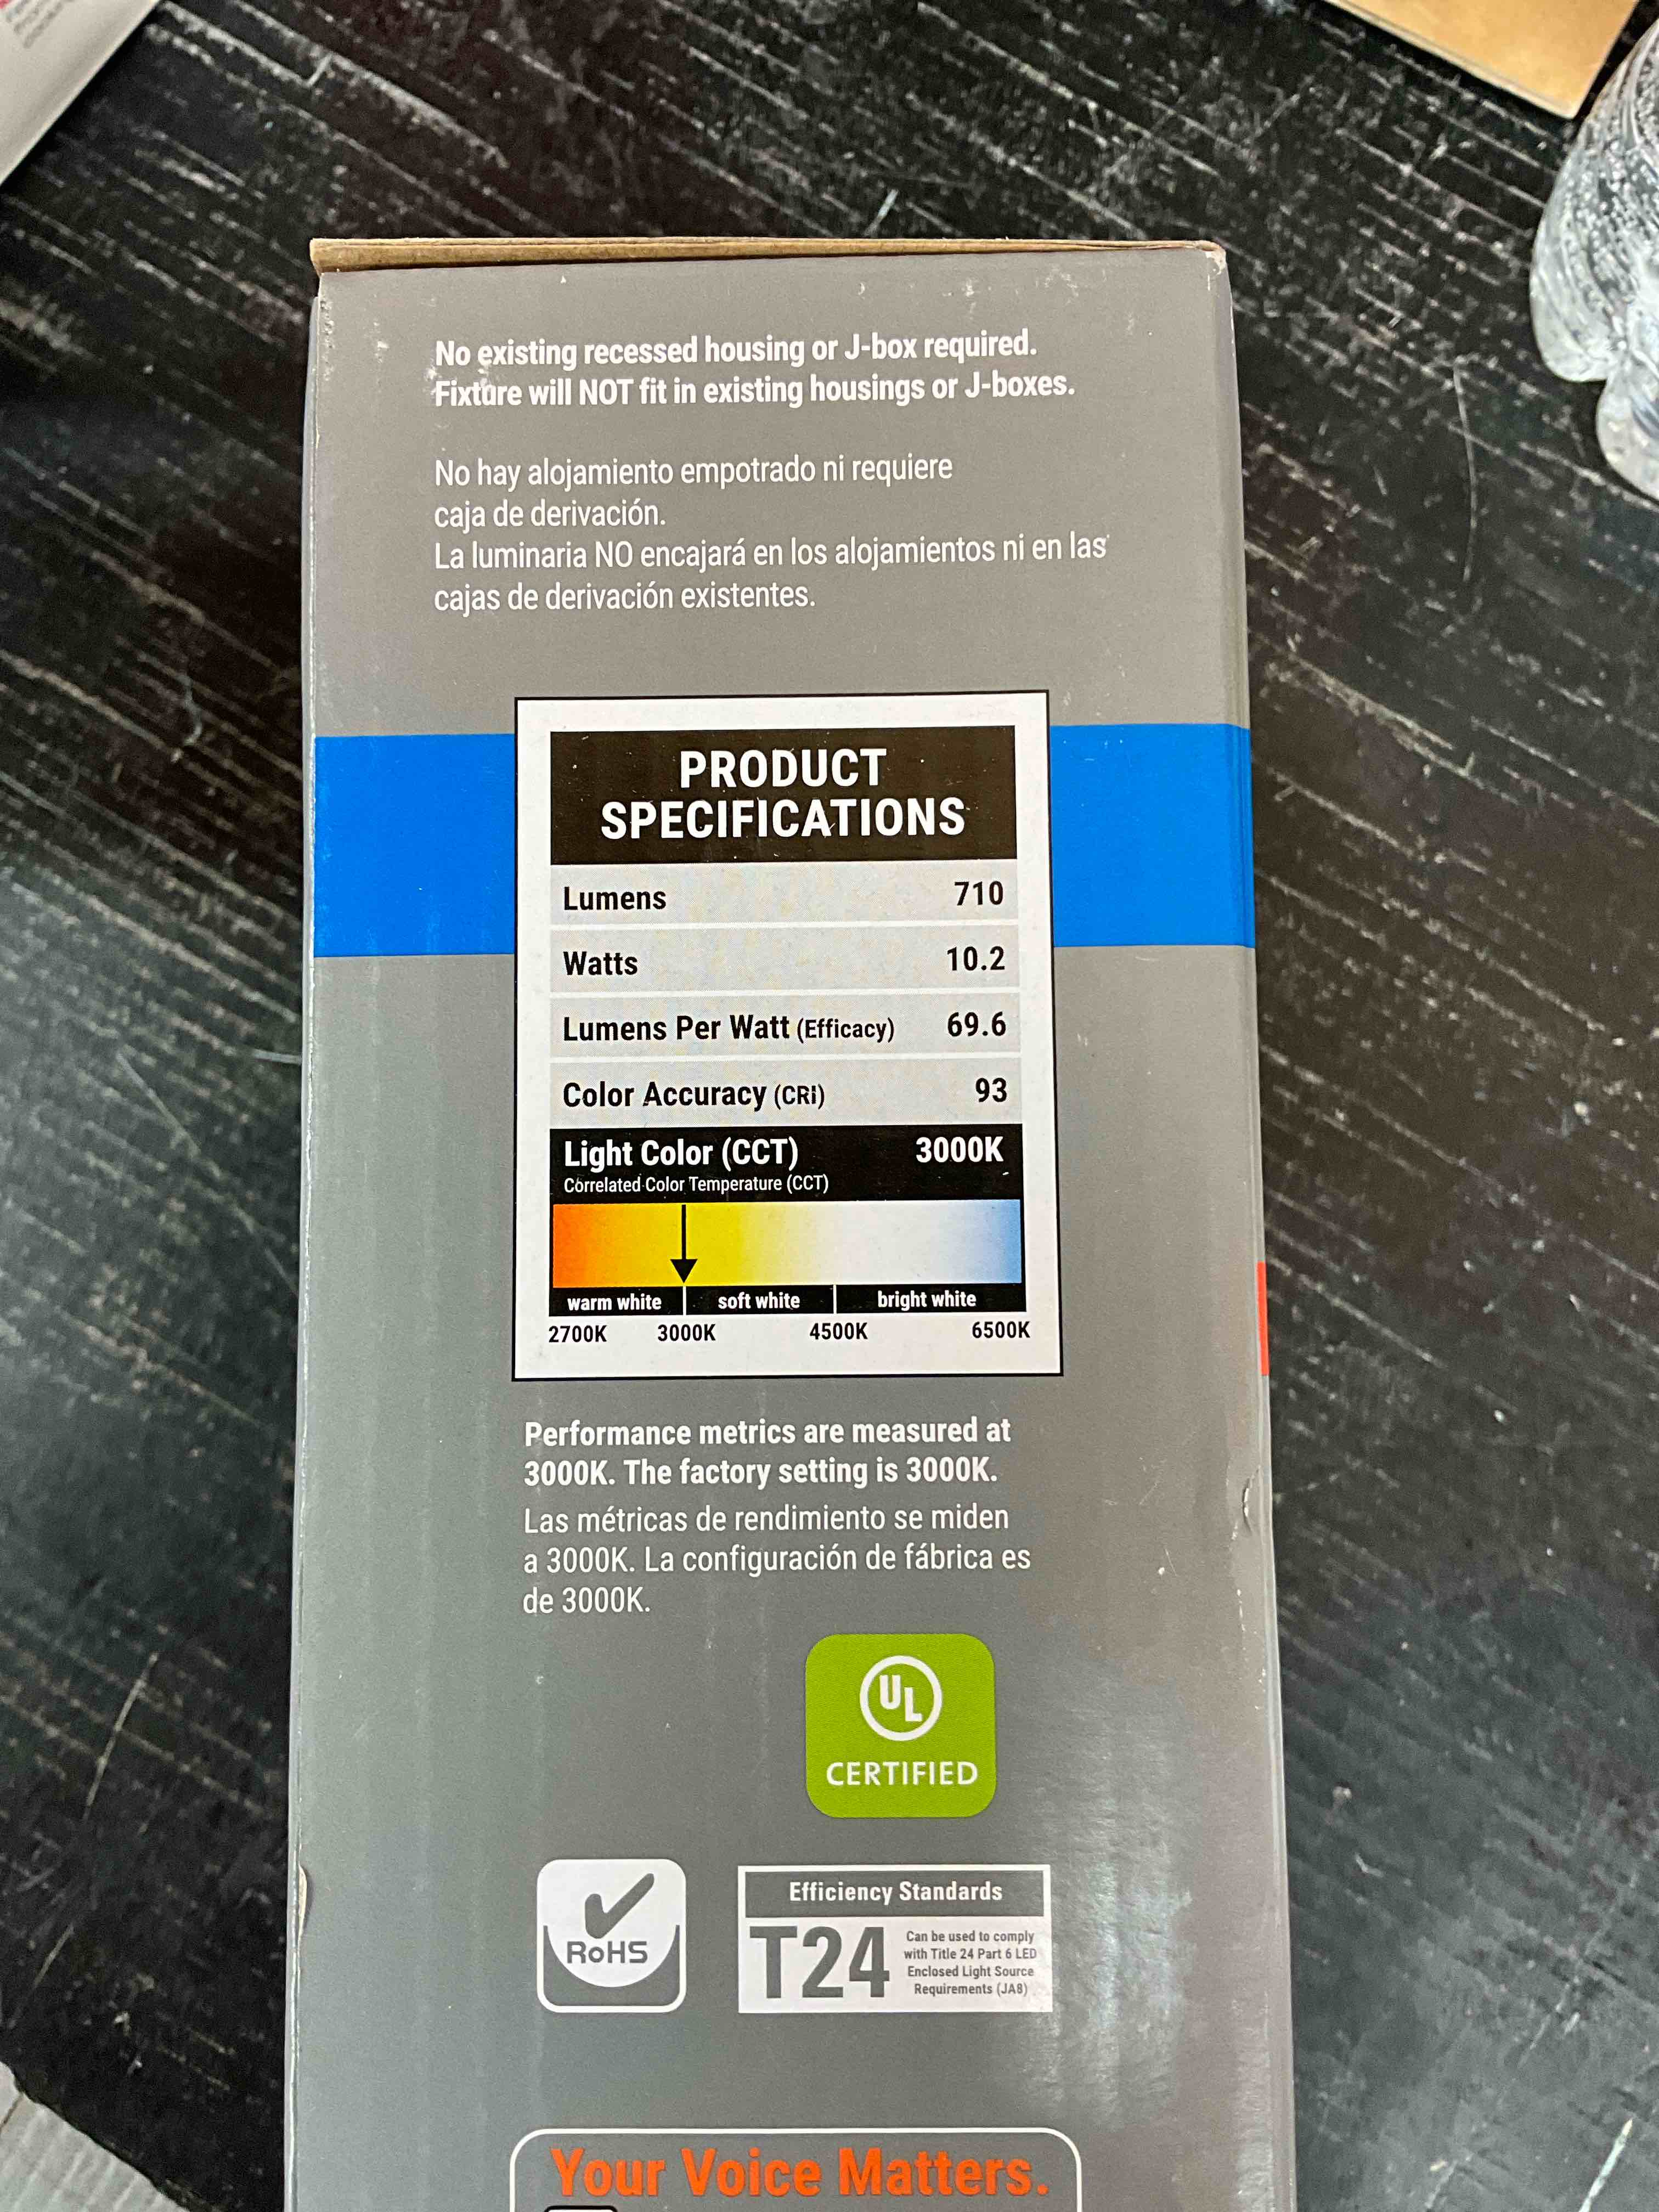 No existing recessed housing or J-box required.
Fixture will NOT fit in existing housings or J-boxes.
No hay alojamiento empotrado ni requiere
caja de derivación.
La luminaria NO encajará en los alojamientos ni en las
cajas de derivación existentes.
PRODUCT
SPECIFICATIONS
Lumens 710
Watts 10.2
Lumens Per Watt (Efficacy) 69.6
Color Accuracy (CRI) 93
Light Color (CCT) 3000K
Correlated Color Temperature (CCT)
warm white soft white bright white
2700K 3000K 4500K 6500K
Performance metrics are measured at
3000K. The factory setting is 3000K.
Las métricas de rendimiento se miden
a 3000K. La configuración de fábrica es
de 3000K.
UL
CERTIFIED
RoHS
Efficiency Standards
T24
Can be used to comply
with Title 24 Part 6 LED
Enclosed Light Source
Requirements (JA8)
Your Voice Matters.